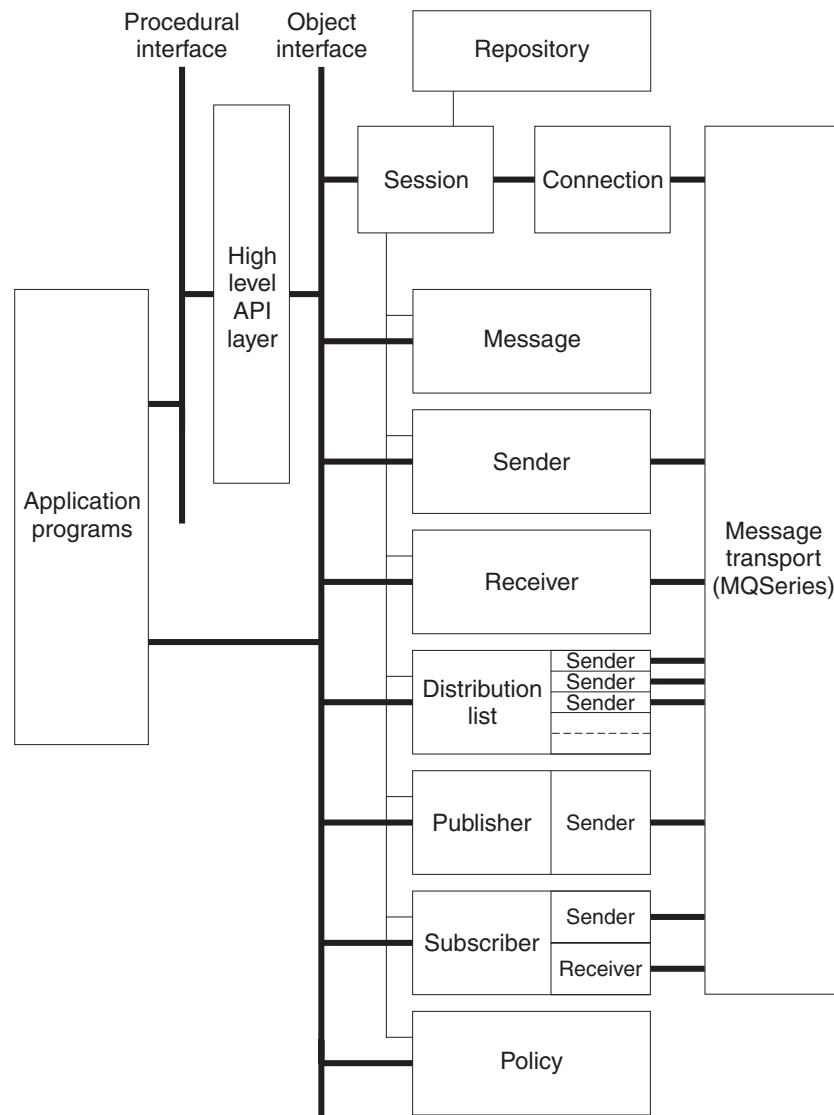 Procedural
interface
Object
interface
Repository
Session
Connection
High
level
API
layer
Message
Sender
Application
programs
Message
transport
(MQSeries)
Receiver
Distribution
list
Sender
Sender
Sender
Publisher
Sender
Subscriber
Sender
Receiver
Policy